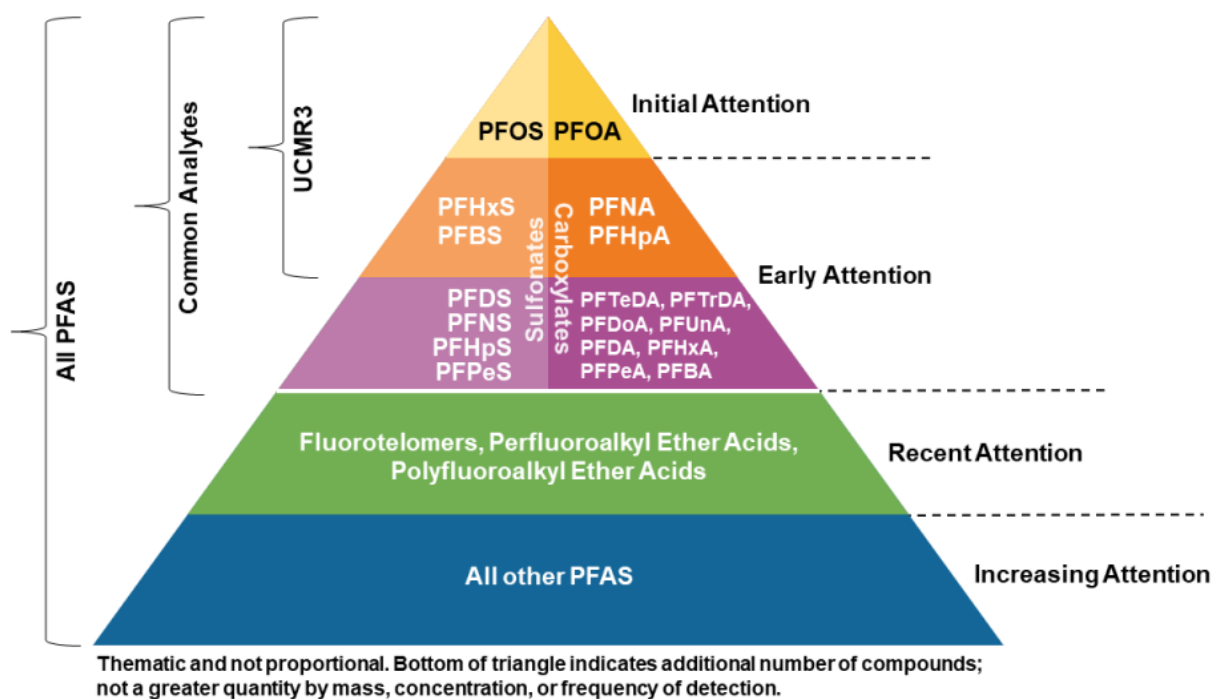 All PFAS
Common Analytes
UCMR3
PFOS PFOA
Initial Attention
PFHxS
PFBS
PFNA
PFHpA
Sulfonates
Carboxylates
Early Attention
PFDS
PFNS
PFHpS
PFPeS
PFTeDA, PFTrDA,
PFDoA, PFUnA,
PFDA, PFHxA,
PFPeA, PFBA
Fluorotelomers, Perfluoroalkyl Ether Acids,
Polyfluoroalkyl Ether Acids
Recent Attention
All other PFAS
Increasing Attention
Thematic and not proportional. Bottom of triangle indicates additional number of compounds;
not a greater quantity by mass, concentration, or frequency of detection.